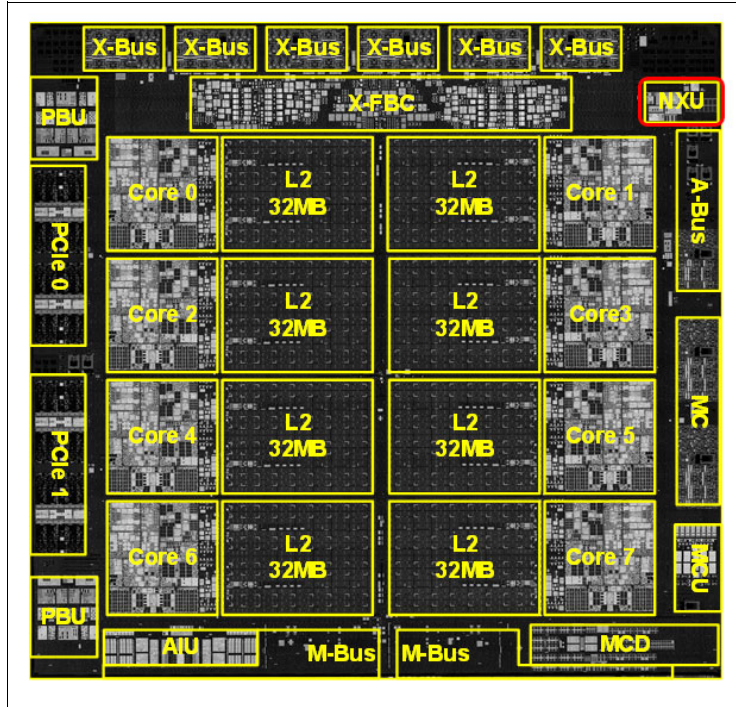 X-Bus X-Bus X-Bus X-Bus X-Bus X-Bus
X-FBC
NXU
PBU
Core 0
L2
32MB
L2
32MB
Core 1
A-Bus
PCIe 0
Core 2
L2
32MB
L2
32MB
Core3
Core 4
L2
32MB
L2
32MB
Core 5
MC
PCIe 1
Core 6
L2
32MB
L2
32MB
Core 7
MCU
PBU
AIU
M-Bus
M-Bus
MCD